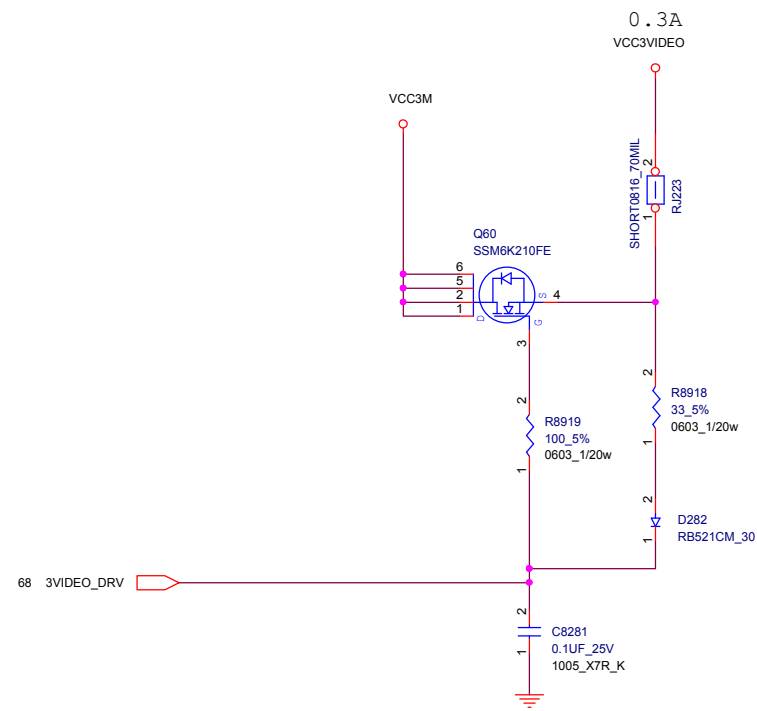 0.3A
VCC3VIDEO
VCC3M
2
SHORT0816_70MIL
RJ223
1
Q60
SSM6K210FE
6
5
2
1
D
S
G
4
3
2
R8919
100_5%
0603_1/20w
1
2
R8918
33_5%
0603_1/20w
1
2
D282
RB521CM_30
1
68 3VIDEO_DRV
2
C8281
0.1UF_25V
1005_X7R_K
1